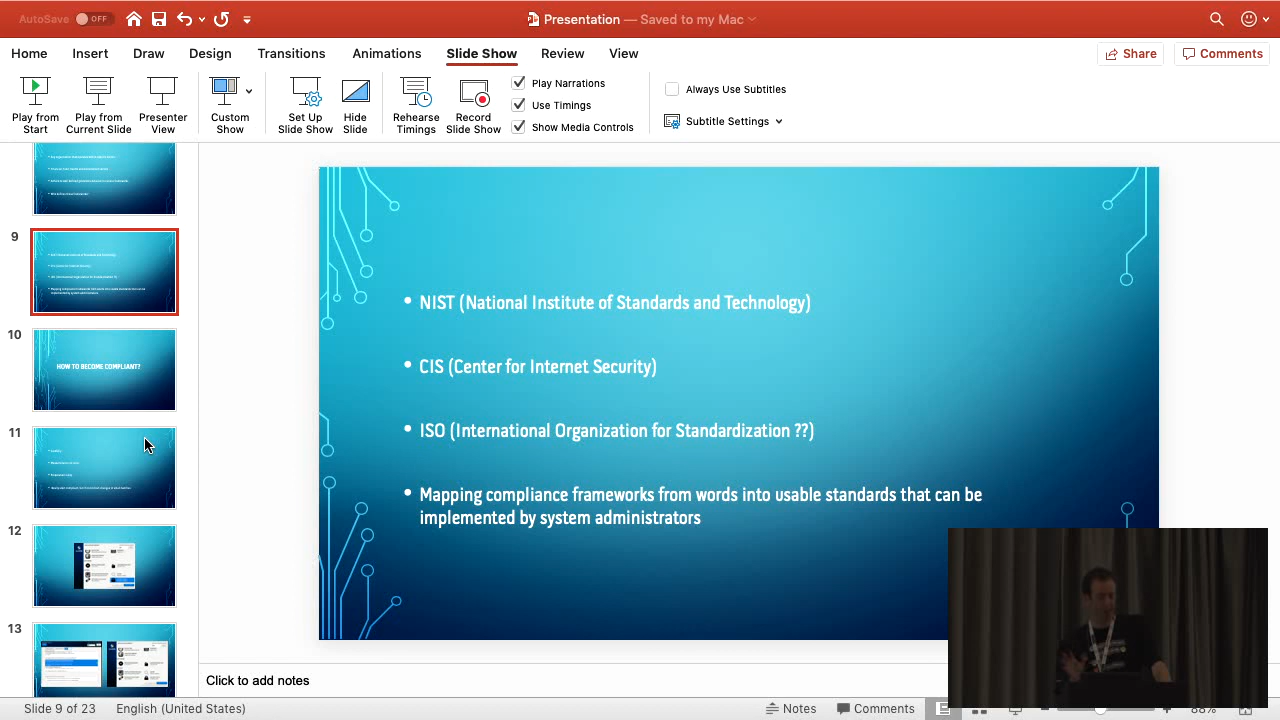 AutoSave OFF
Presentation — Saved to my Mac
Home Insert Draw Design Transitions Animations Slide Show Review View
Share Comments
Play from Start
Play from Current Slide
Presenter View
Custom Show
Set Up Slide Show
Hide Slide
Rehearse Timings
Record Slide Show
Play Narrations
Use Timings
Show Media Controls
Always Use Subtitles
Subtitle Settings
9
10
HOW TO BECOME COMPLIANT?
11
12
13
• NIST (National Institute of Standards and Technology)
• CIS (Center for Internet Security)
• ISO (International Organization for Standardization ??)
• Mapping compliance frameworks from words into usable standards that can be
implemented by system administrators
Click to add notes
Slide 9 of 23 English (United States)
Notes Comments